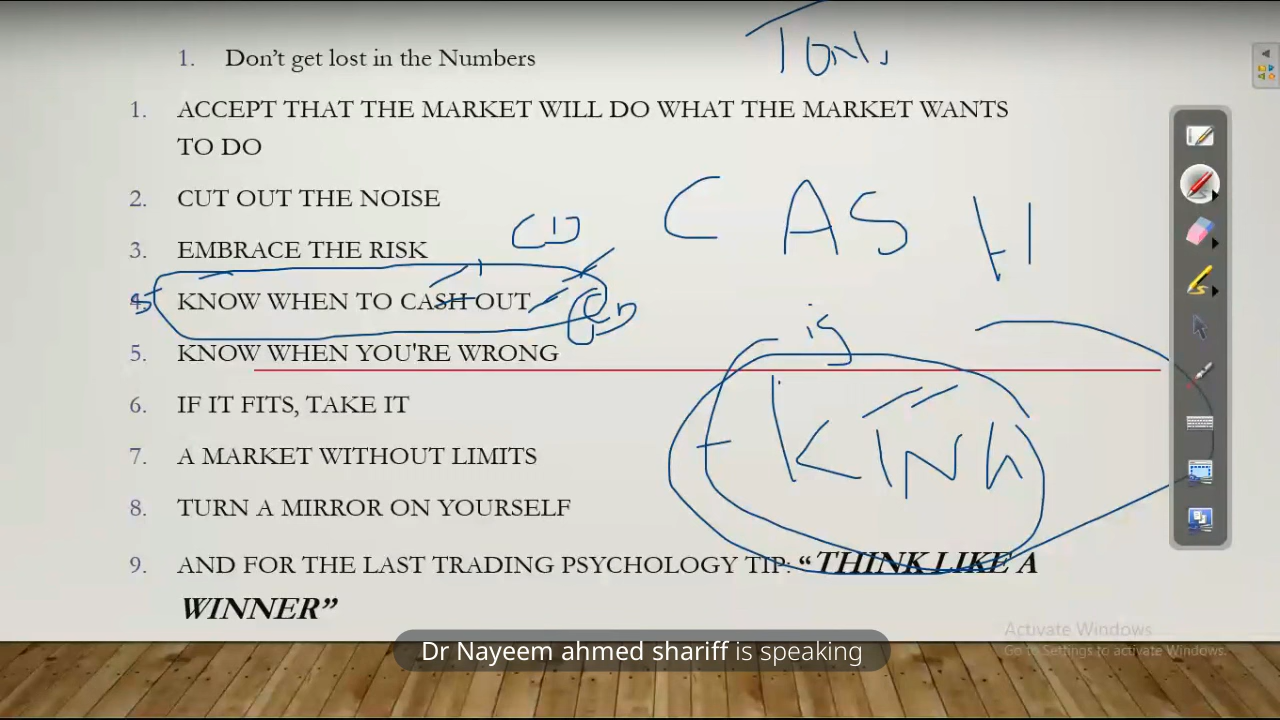 1. Don't get lost in the Numbers
1. ACCEPT THAT THE MARKET WILL DO WHAT THE MARKET WANTS
TO DO
2. CUT OUT THE NOISE
3. EMBRACE THE RISK
4. KNOW WHEN TO CASH OUT
5. KNOW WHEN YOU'RE WRONG
6. IF IT FITS, TAKE IT
7. A MARKET WITHOUT LIMITS
8. TURN A MIRROR ON YOURSELF
9. AND FOR THE LAST TRADING PSYCHOLOGY TIP: “THINK LIKE A
WINNER”
CASH
is
KING
Activate Windows
Go to Settings to activate Windows.
Dr Nayeem ahmed shariff is speaking